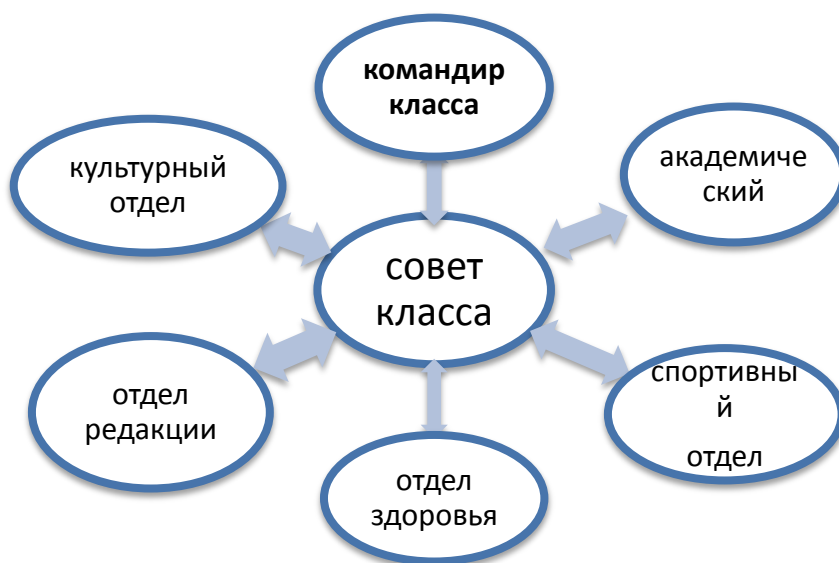 командир
класса
культурный
отдел
академиче
ский
совет
класса
отдел
редакции
спортивны
й
отдел
отдел
здоровья